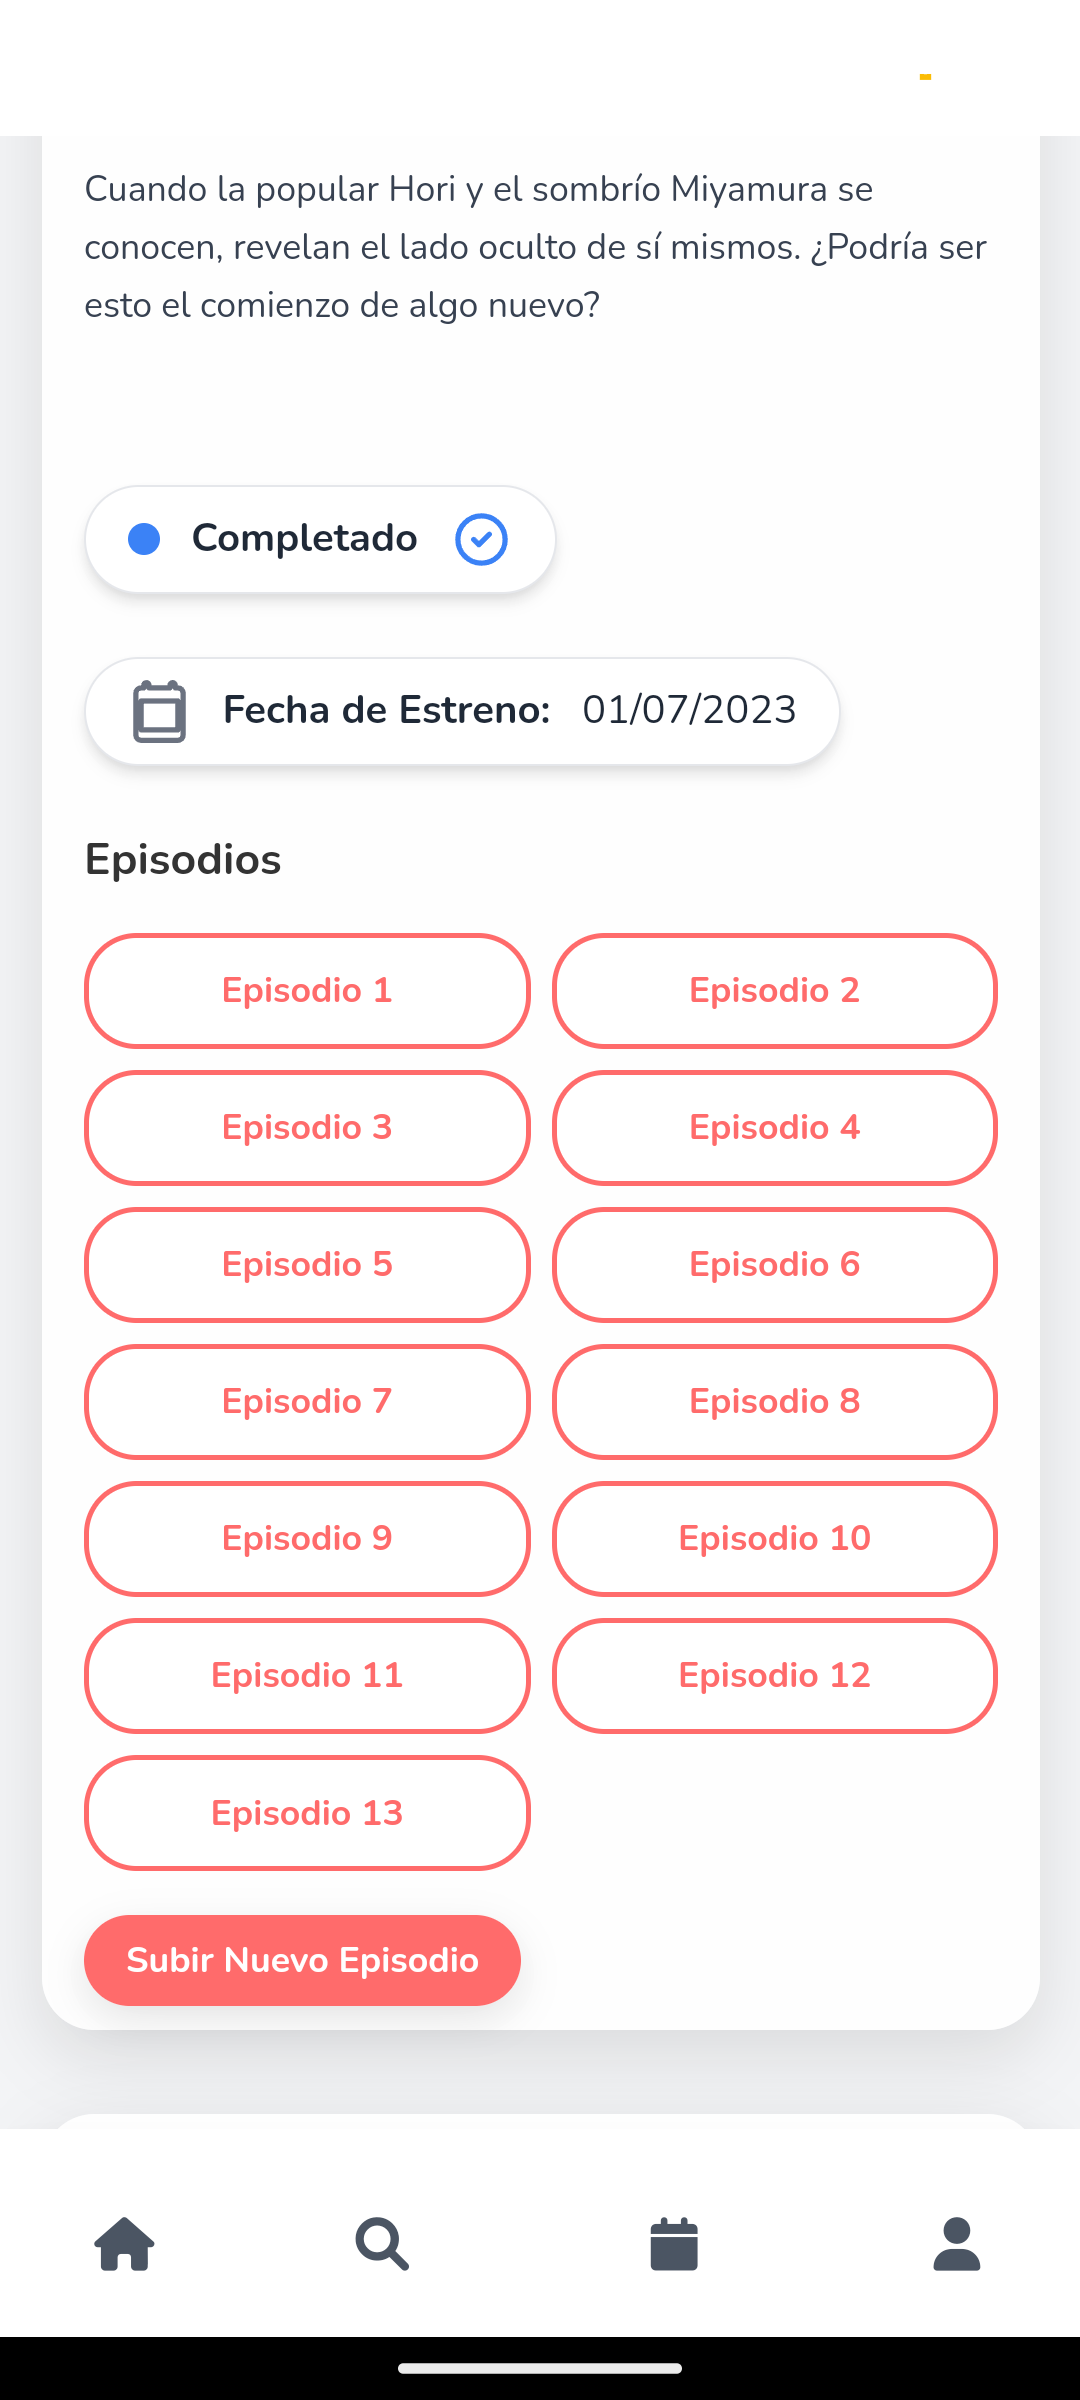 Cuando la popular Hori y el sombrío Miyamura se
conocen, revelan el lado oculto de sí mismos. ¿Podría ser
esto el comienzo de algo nuevo?
Completado
Fecha de Estreno: 01/07/2023
Episodios
Episodio 1
Episodio 2
Episodio 3
Episodio 4
Episodio 5
Episodio 6
Episodio 7
Episodio 8
Episodio 9
Episodio 10
Episodio 11
Episodio 12
Episodio 13
Subir Nuevo Episodio